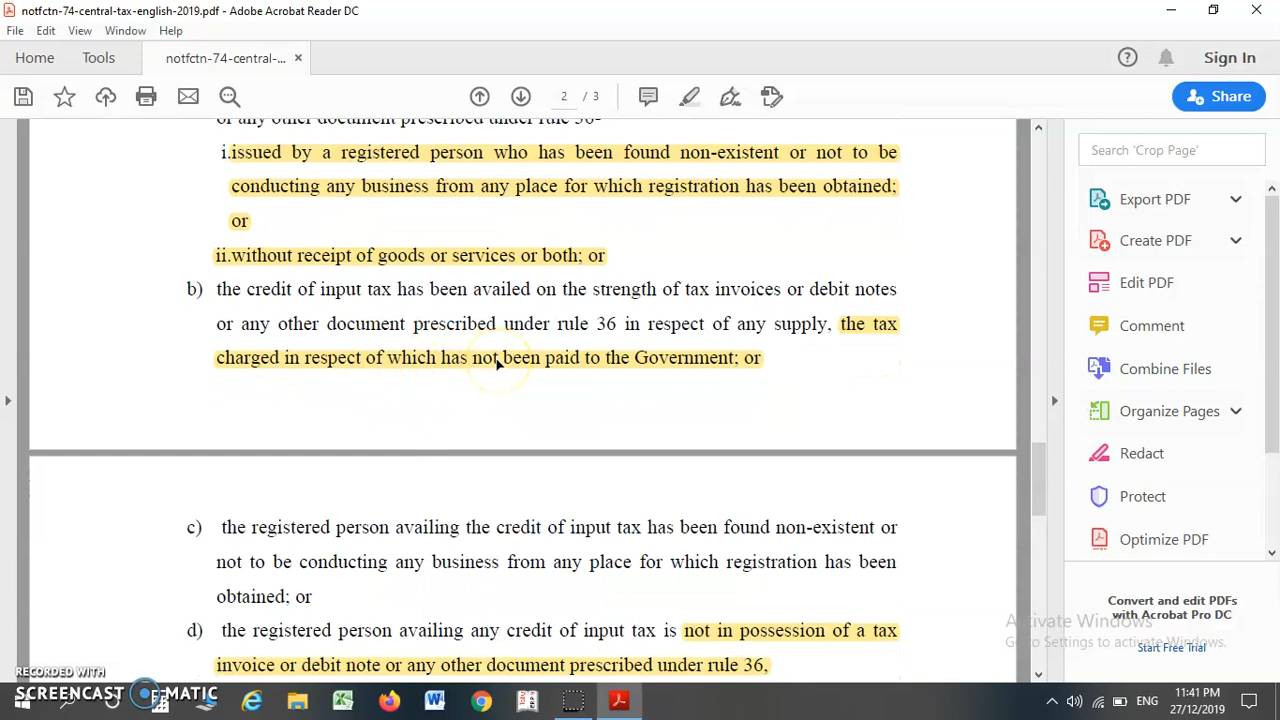 notfctn-74-central-tax-english-2019.pdf - Adobe Acrobat Reader DC
File Edit View Window Help
Home Tools notfctn-74-central-... × Sign In
2 / 3 Share
or any other document prescribed under rule 36-
i.issued by a registered person who has been found non-existent or not to be
conducting any business from any place for which registration has been obtained;
or
ii.without receipt of goods or services or both; or
b) the credit of input tax has been availed on the strength of tax invoices or debit notes
or any other document prescribed under rule 36 in respect of any supply, the tax
charged in respect of which has not been paid to the Government; or
c) the registered person availing the credit of input tax has been found non-existent or
not to be conducting any business from any place for which registration has been
obtained; or
d) the registered person availing any credit of input tax is not in possession of a tax
invoice or debit note or any other document prescribed under rule 36,
Search 'Crop Page'
Export PDF
Create PDF
Edit PDF
Comment
Combine Files
Organize Pages
Redact
Protect
Optimize PDF
Convert and edit PDFs
with Acrobat Pro DC
Start Free Trial
Activate Windows
Go to Settings to activate Windows.
RECORDED WITH
SCREENCAST MATIC
ENG
11:41 PM
27/12/2019